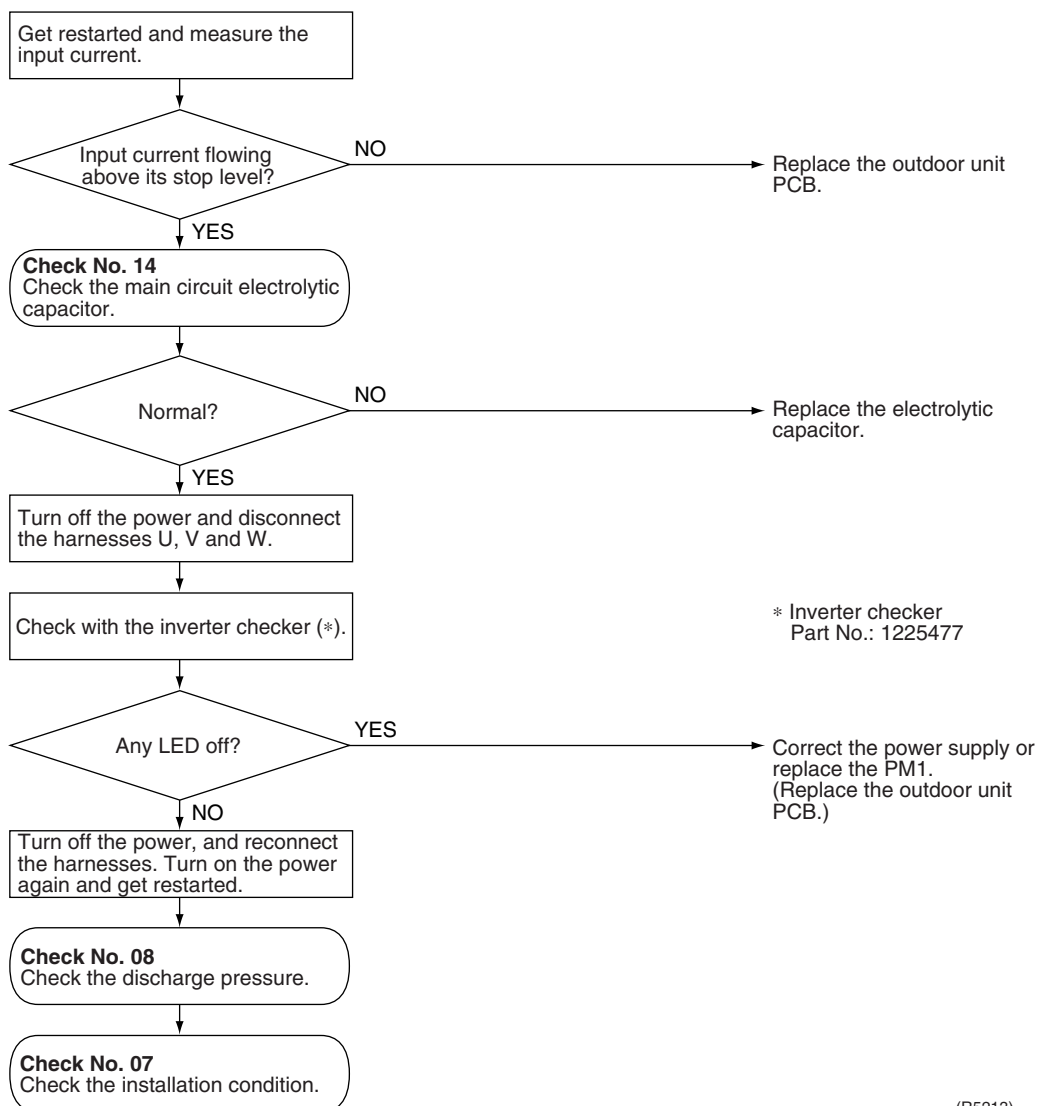 Get restarted and measure the
input current.
Input current flowing
above its stop level?
NO
Replace the outdoor unit
PCB.
YES
Check No. 14
Check the main circuit electrolytic
capacitor.
Normal?
NO
Replace the electrolytic
capacitor.
YES
Turn off the power and disconnect
the harnesses U, V and W.
Check with the inverter checker (*).
* Inverter checker
Part No.: 1225477
Any LED off?
YES
Correct the power supply or
replace the PM1.
(Replace the outdoor unit
PCB.)
NO
Turn off the power, and reconnect
the harnesses. Turn on the power
again and get restarted.
Check No. 08
Check the discharge pressure.
Check No. 07
Check the installation condition.